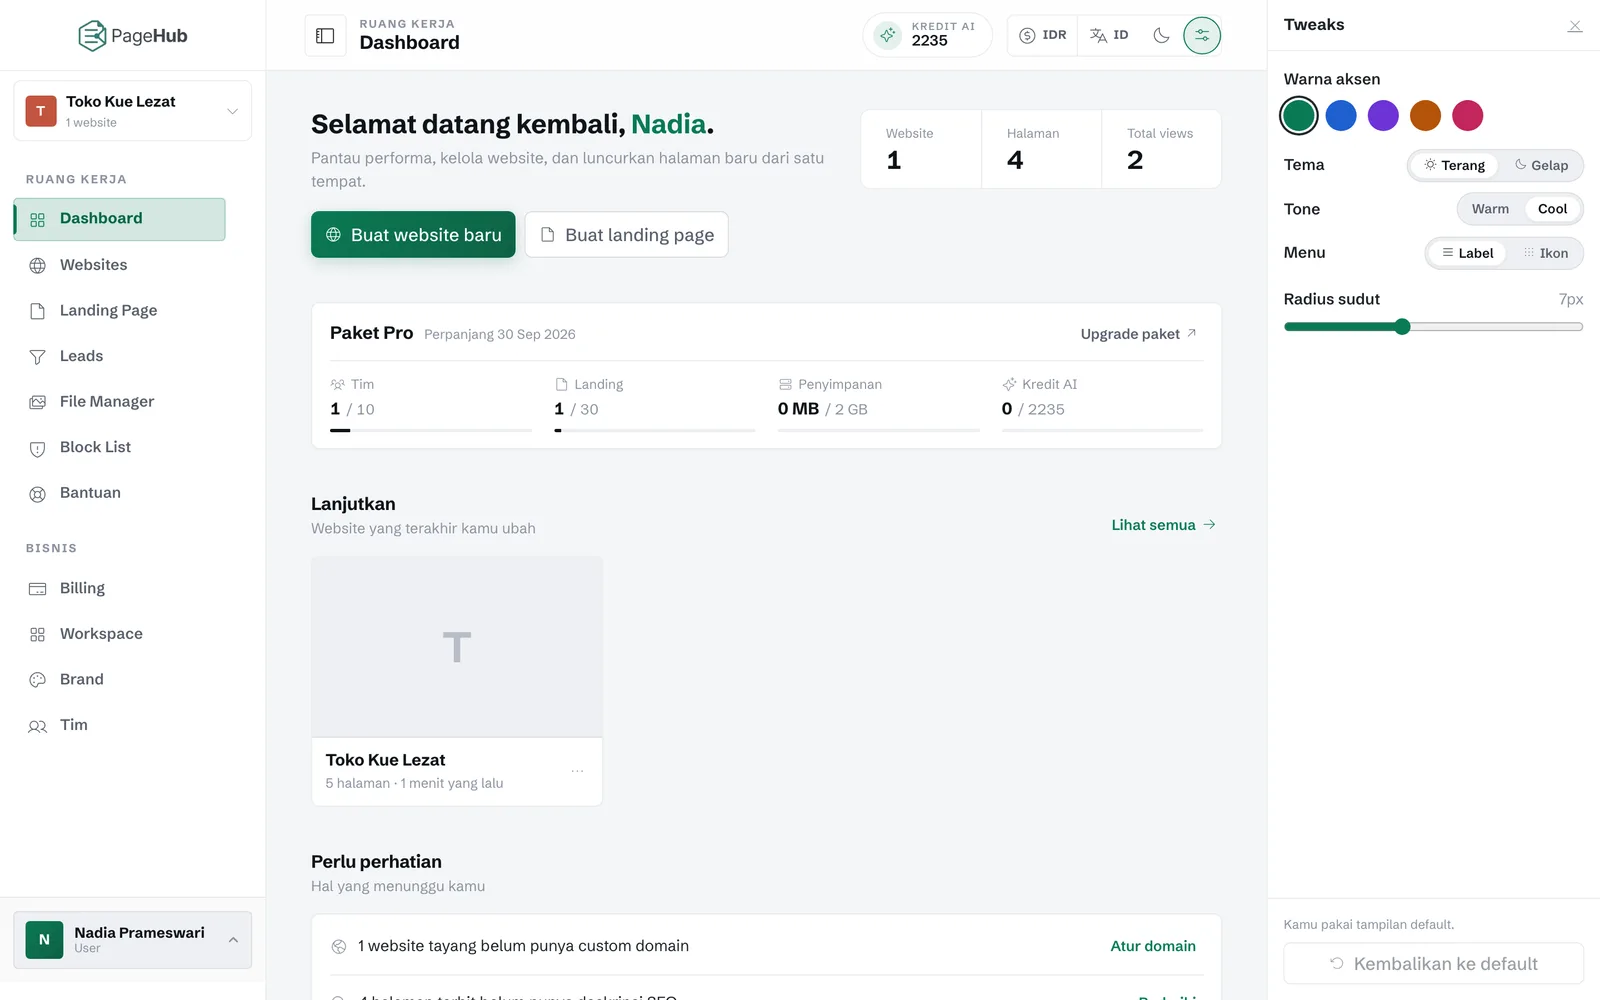 PageHub
Toko Kue Lezat
1 website
RUANG KERJA
Dashboard
Websites
Landing Page
Leads
File Manager
Block List
Bantuan
BISNIS
Billing
Workspace
Brand
Tim
N
Nadia Prameswari
User
RUANG KERJA
Dashboard
KREDIT AI
2235
IDR
ID
Selamat datang kembali, Nadia.
Pantau performa, kelola website, dan luncurkan halaman baru dari satu
tempat.
Website
1
Halaman
4
Total views
2
Buat website baru
Buat landing page
Paket Pro Perpanjang 30 Sep 2026
Upgrade paket
Tim
1 / 10
Landing
1 / 30
Penyimpanan
0 MB / 2 GB
Kredit AI
0 / 2235
Lanjutkan
Website yang terakhir kamu ubah
Lihat semua
T
Toko Kue Lezat
5 halaman · 1 menit yang lalu
...
Perlu perhatian
Hal yang menunggu kamu
1 website tayang belum punya custom domain
Atur domain
Tweaks
Warna aksen
Tema
Terang
Gelap
Tone
Warm
Cool
Menu
Label
Ikon
Radius sudut
7px
Kamu pakai tampilan default.
Kembalikan ke default